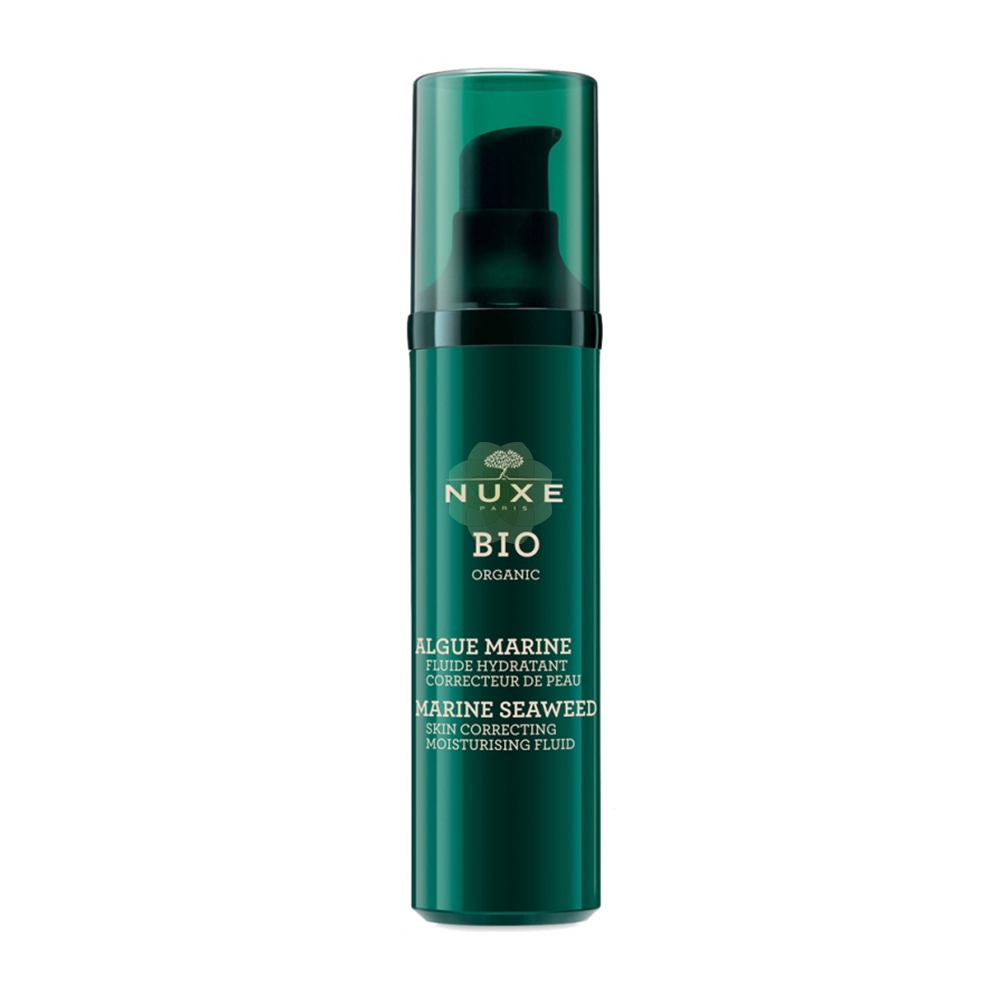 NUXE
PARIS
BIO
ORGANIC
ALGUE MARINE
FLUIDE HYDRATANT
CORRECTEUR DE PEAU
MARINE SEAWEED
SKIN CORRECTING
MOISTURISING FLUID